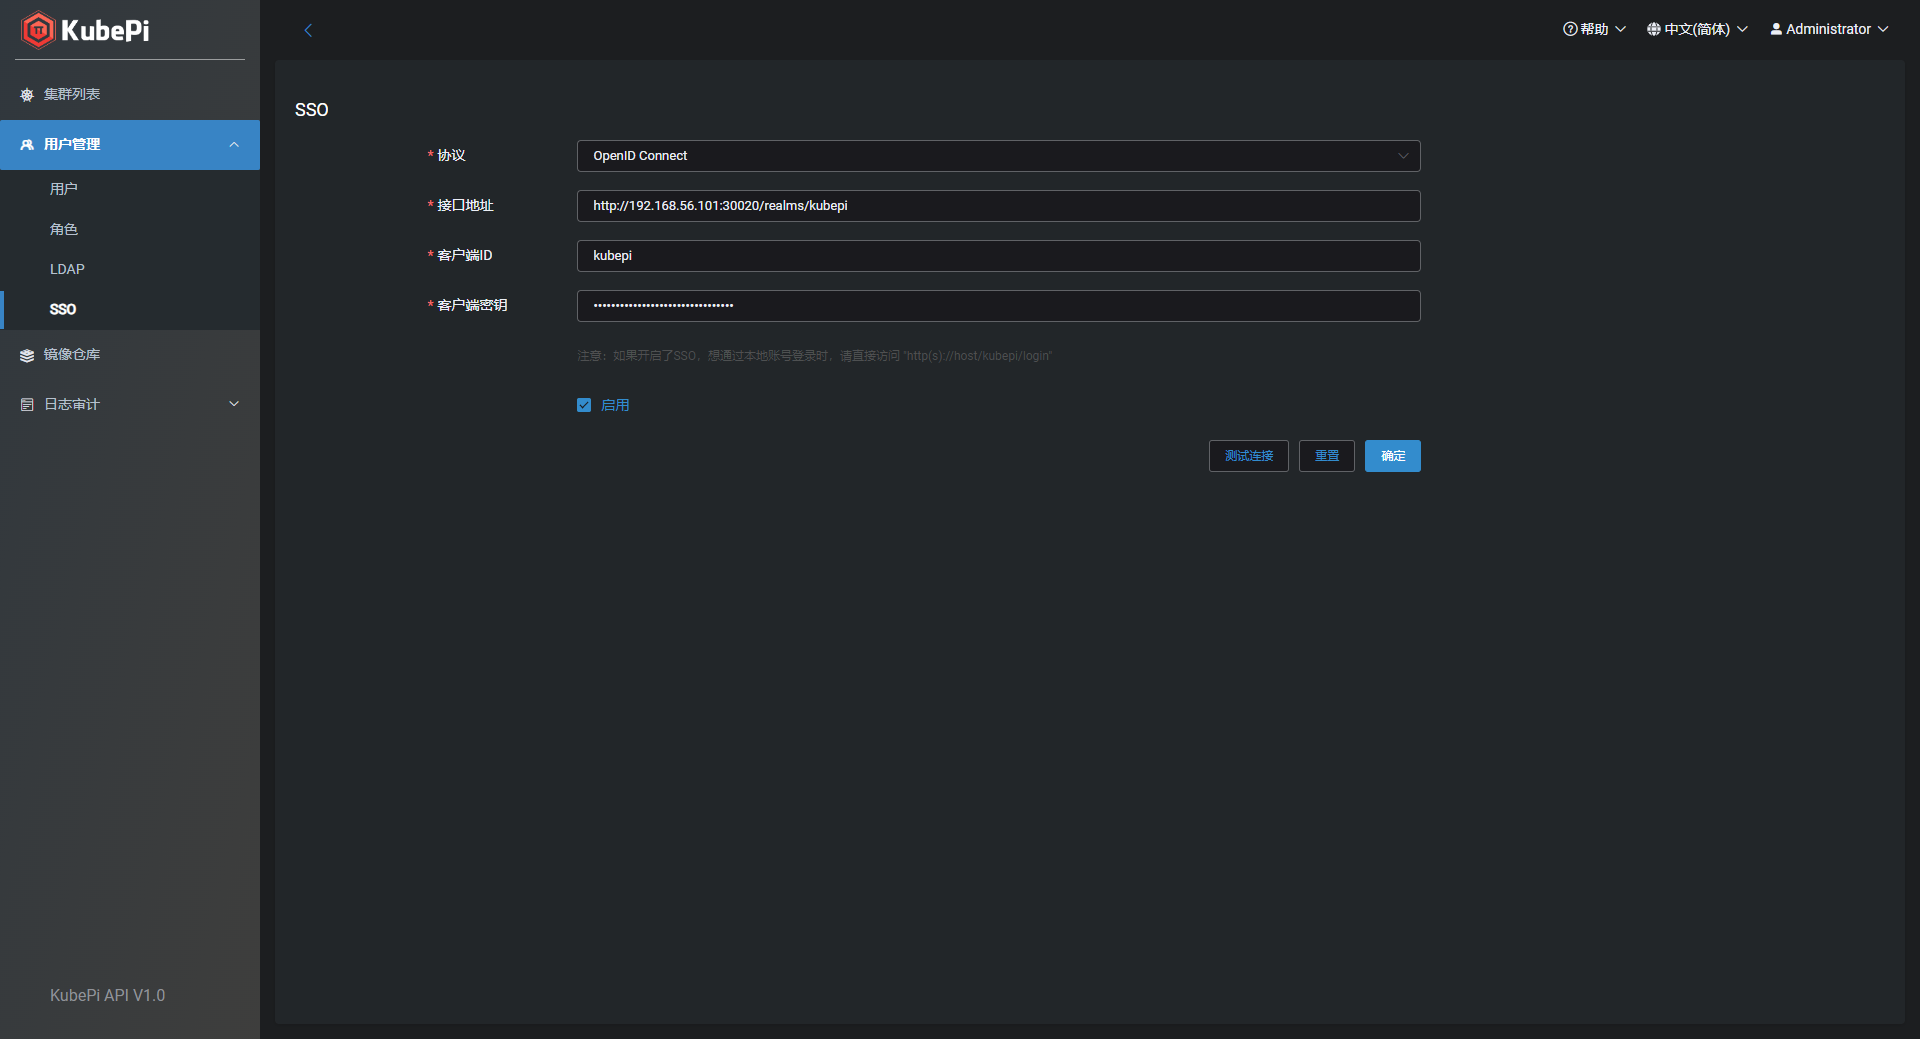 KubePi
帮助
中文(简体)
Administrator
集群列表
用户管理
用户
角色
LDAP
SSO
镜像仓库
日志审计
KubePi API V1.0
SSO
* 协议
OpenID Connect
* 接口地址
http://192.168.56.101:30020/realms/kubepi
* 客户端ID
kubepi
* 客户端密钥
••••••••••••••••••••••••••••••••
注意：如果开启了SSO，想通过本地账号登录时，请直接访问 "http(s)://host/kubepi/login"
启用
测试连接
重置
确定